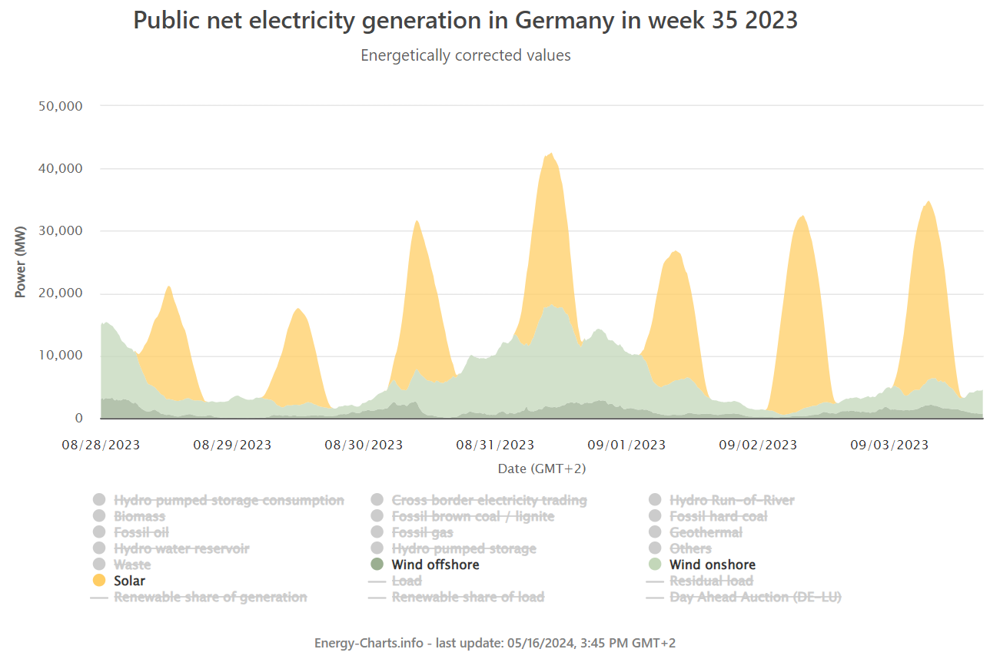 Public net electricity generation in Germany in week 35 2023
Energetically corrected values
50,000
40,000
30,000
20,000
10,000
0
Power (MW)
08/28/2023 08/29/2023 08/30/2023 08/31/2023 09/01/2023 09/02/2023 09/03/2023
Date (GMT+2)
Hydro pumped storage consumption Cross border electricity trading Hydro Run-of-River
Biomass Fossil brown coal / lignite Fossil hard coal
Fossil oil Fossil gas Geothermal
Hydro water reservoir Hydro pumped storage Others
Waste Wind offshore Wind onshore
Solar Load Residual load
Renewable share of generation Renewable share of load Day Ahead Auction (DE-LU)
Energy-Charts.info - last update: 05/16/2024, 3:45 PM GMT+2